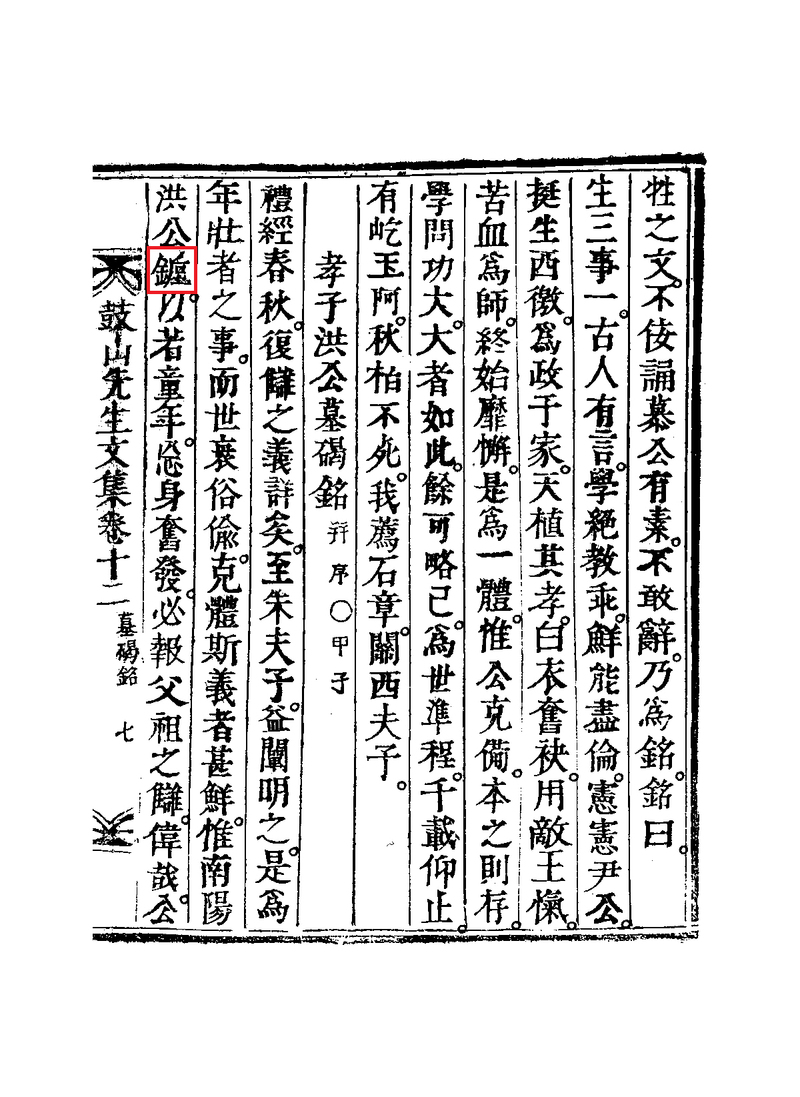 牲之文不佞誦慕公有素不敢辭乃爲銘銘曰
生三事一古人有言學絕教乖鮮能盡倫憲憲尹公
挺生西徼爲政于家天植其孝白衣奮袂用敵王愾
苦血爲師終始靡懈是爲一體惟公克備本之則存
學問功大大者如此餘可略已爲世準程千載仰止
有屹玉阿秋柏不死我薦石章關西夫子
孝子洪公墓碣銘幷序〇甲子
禮經春秋復讎之義詳矣至朱夫子益闡明之是爲
年壯者之事而世衰俗偸克體斯義者甚鮮惟南陽
洪公以若童年忘身奮發必報父祖之讎偉哉公
鼓山先生文集卷十二 墓碣銘 七